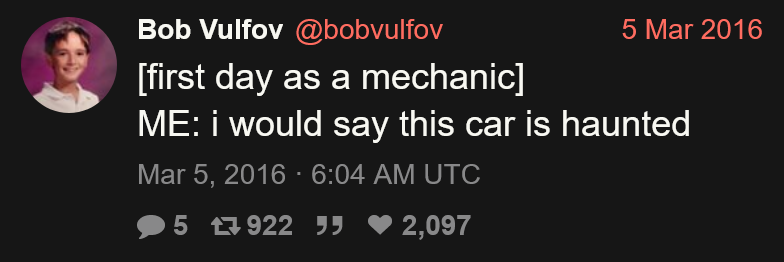 Bob Vulfov @bobvulfov 5 Mar 2016
[first day as a mechanic]
ME: i would say this car is haunted
Mar 5, 2016 · 6:04 AM UTC
5 922 2,097